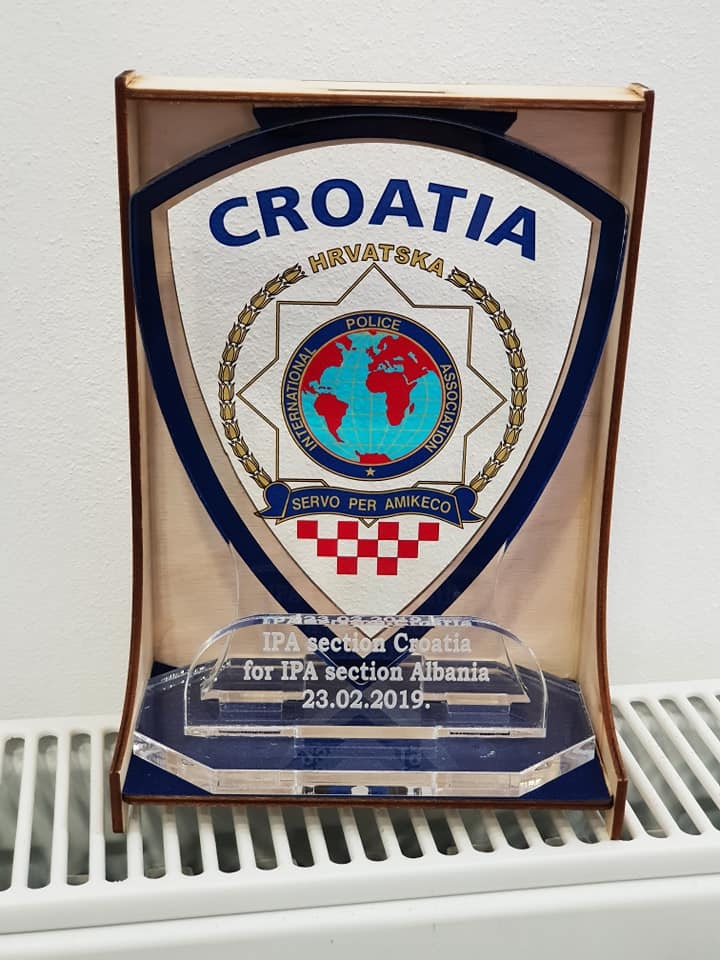 CROATIA
HRVATSKA
INTERNATIONAL POLICE ASSOCIATION
SERVO PER AMIKECO
IPA section Croatia
for IPA section Albania
23.02.2019.